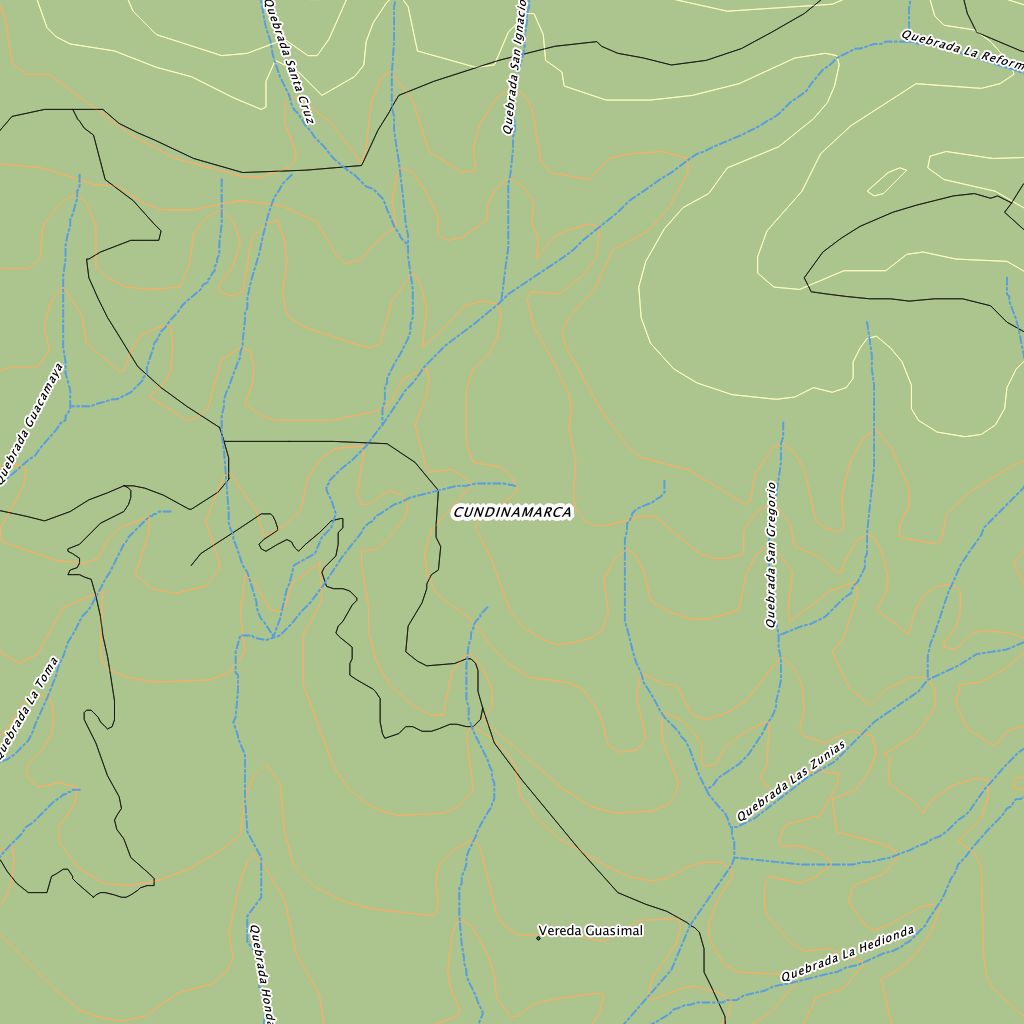 Quebrada Santa Cruz
Quebrada San Ignacio
Quebrada La Reform
Quebrada Guacamaya
CUNDINAMARCA
Quebrada San Gregorio
Quebrada La Toma
Quebrada Las Zunias
Vereda Guasimal
Quebrada La Hedionda
Quebrada Honda